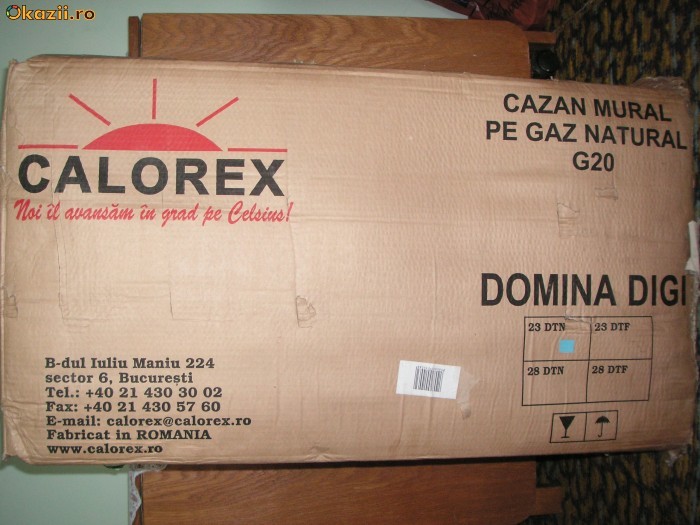 Okazii.ro
CALOREX
Noi îl avansăm în grad pe Celsius!
CAZAN MURAL
PE GAZ NATURAL
G20
DOMINA DIGI
23 DTN 23 DTF
28 DTN 28 DTF
B-dul Iuliu Maniu 224
sector 6, Bucureşti
Tel.: +40 21 430 30 02
Fax: +40 21 430 57 60
E-mail: calorex@calorex.ro
Fabricat in ROMANIA
www.calorex.ro